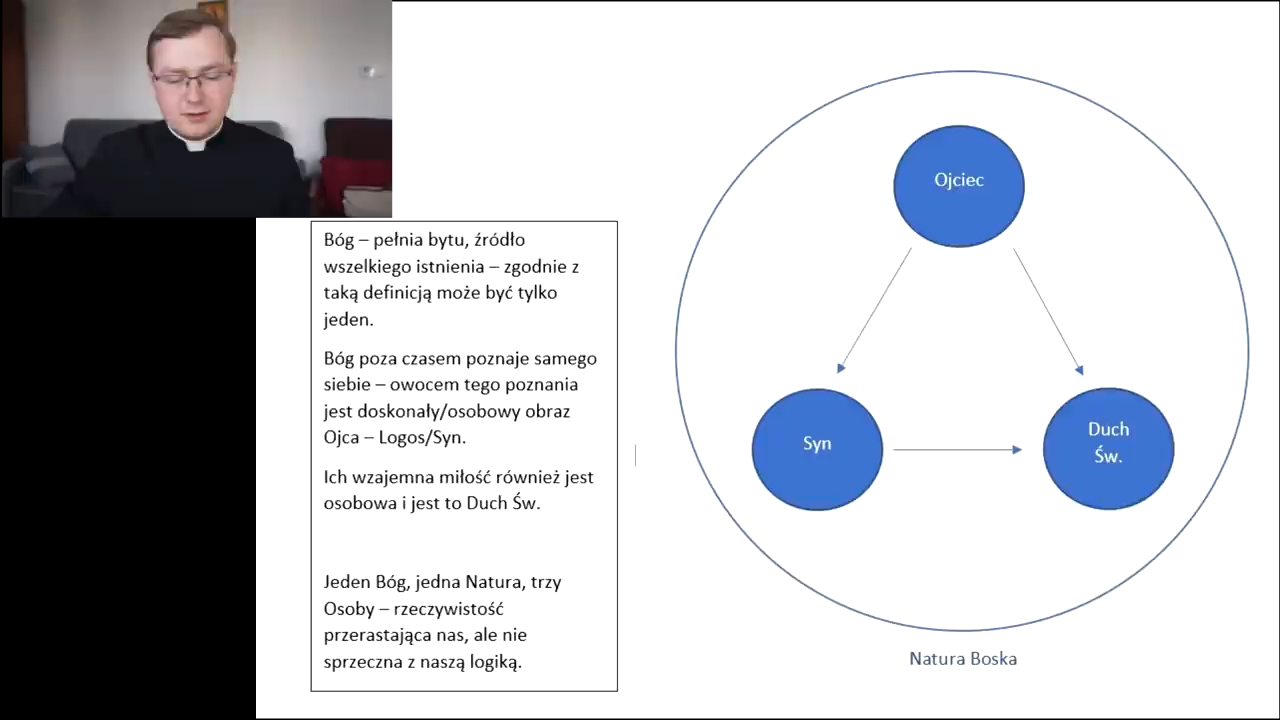 Bóg – pełnia bytu, źródło
wszelkiego istnienia – zgodnie z
taką definicją może być tylko
jeden.
Bóg poza czasem poznaje samego
siebie – owocem tego poznania
jest doskonały/osobowy obraz
Ojca – Logos/Syn.
Ich wzajemna miłość również jest
osobowa i jest to Duch Św.
Jeden Bóg, jedna Natura, trzy
Osoby – rzeczywistość
przerastająca nas, ale nie
sprzeczna z naszą logiką.
Ojciec
Syn
Duch
Św.
Natura Boska